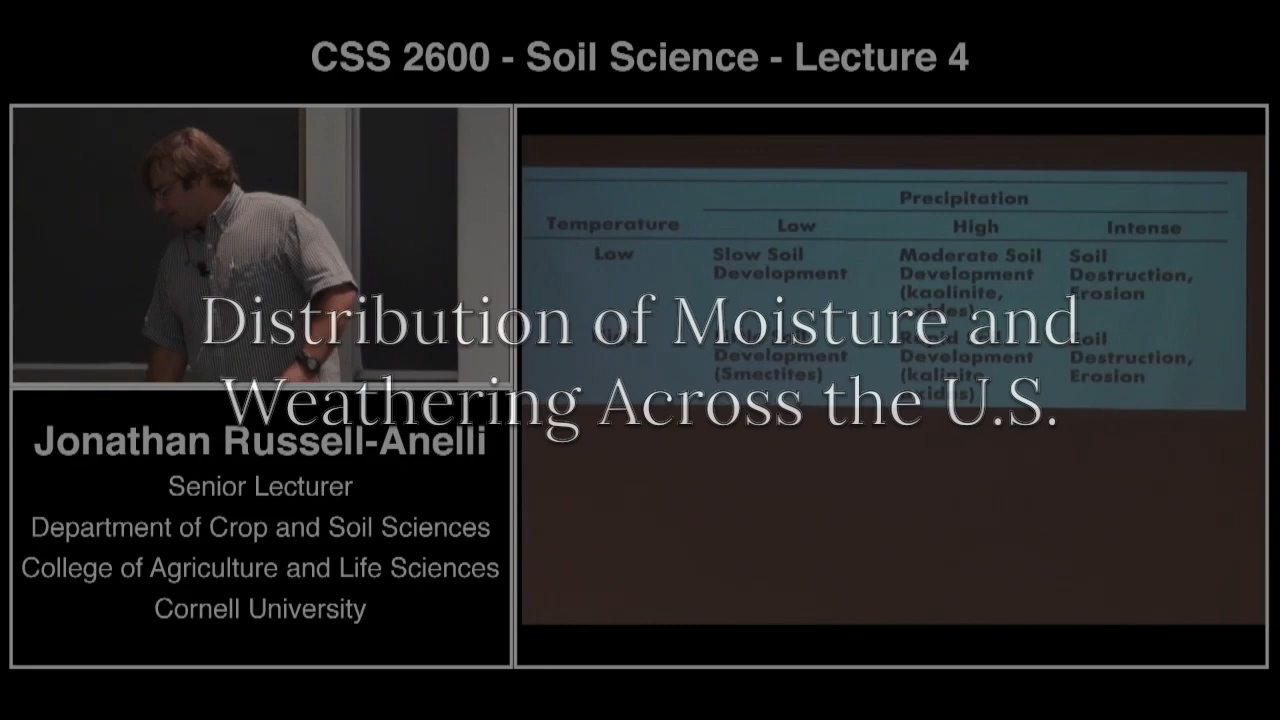 CSS 2600 - Soil Science - Lecture 4
Precipitation
Temperature Low High Intense
Low Slow Soil Moderate Soil Soil
Development Development Destruction,
(kaolinite, Erosion
Distribution of Moisture and
Soil
Development Development Destruction,
(Smectites) (kalinite, Erosion
Weathering Across the U.S.
Jonathan Russell-Anelli
Senior Lecturer
Department of Crop and Soil Sciences
College of Agriculture and Life Sciences
Cornell University